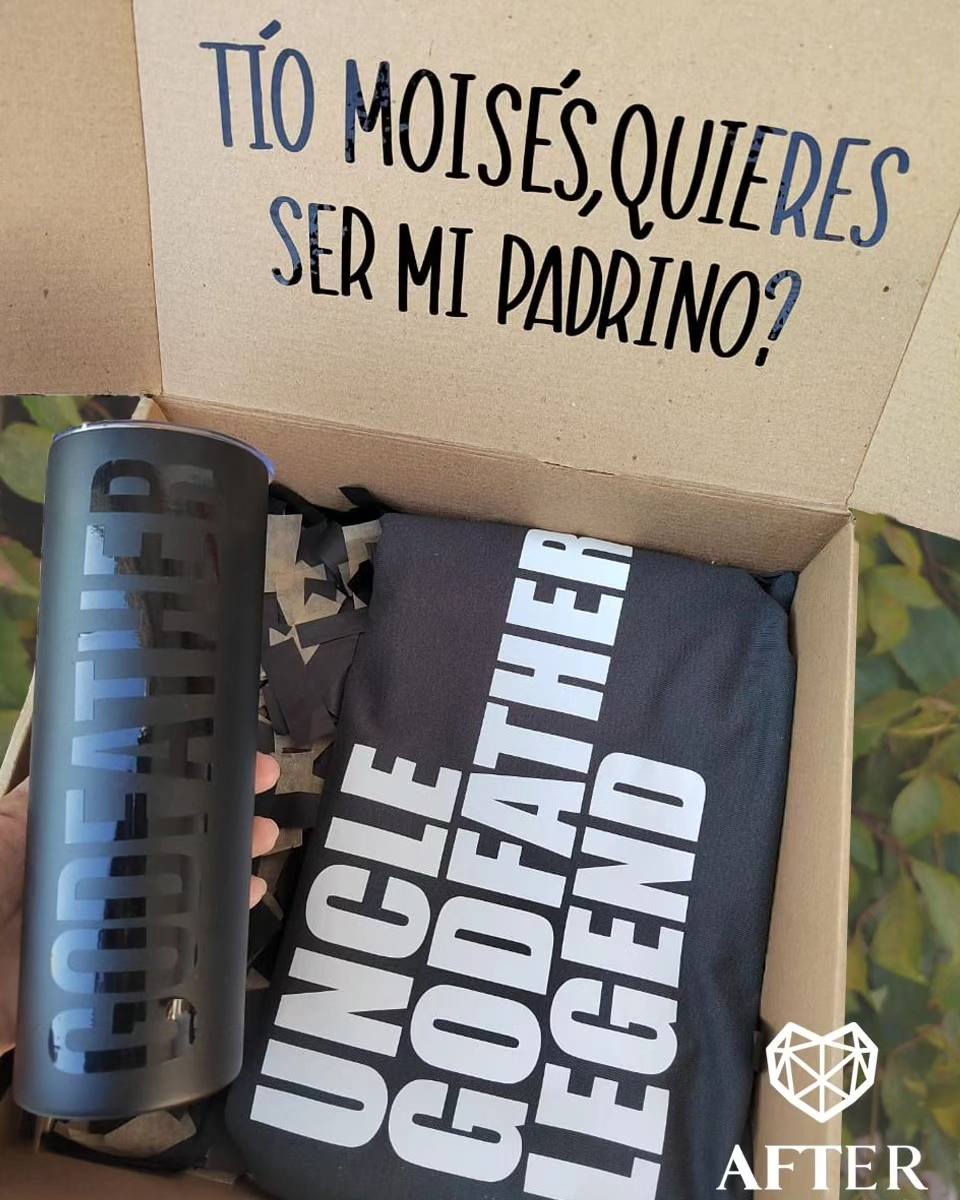 TÍO MOISÉS,QUIERES
SER MI PADRINO?
GODFATHER
UNCLE
GODFATHER
LEGEND
AFTER